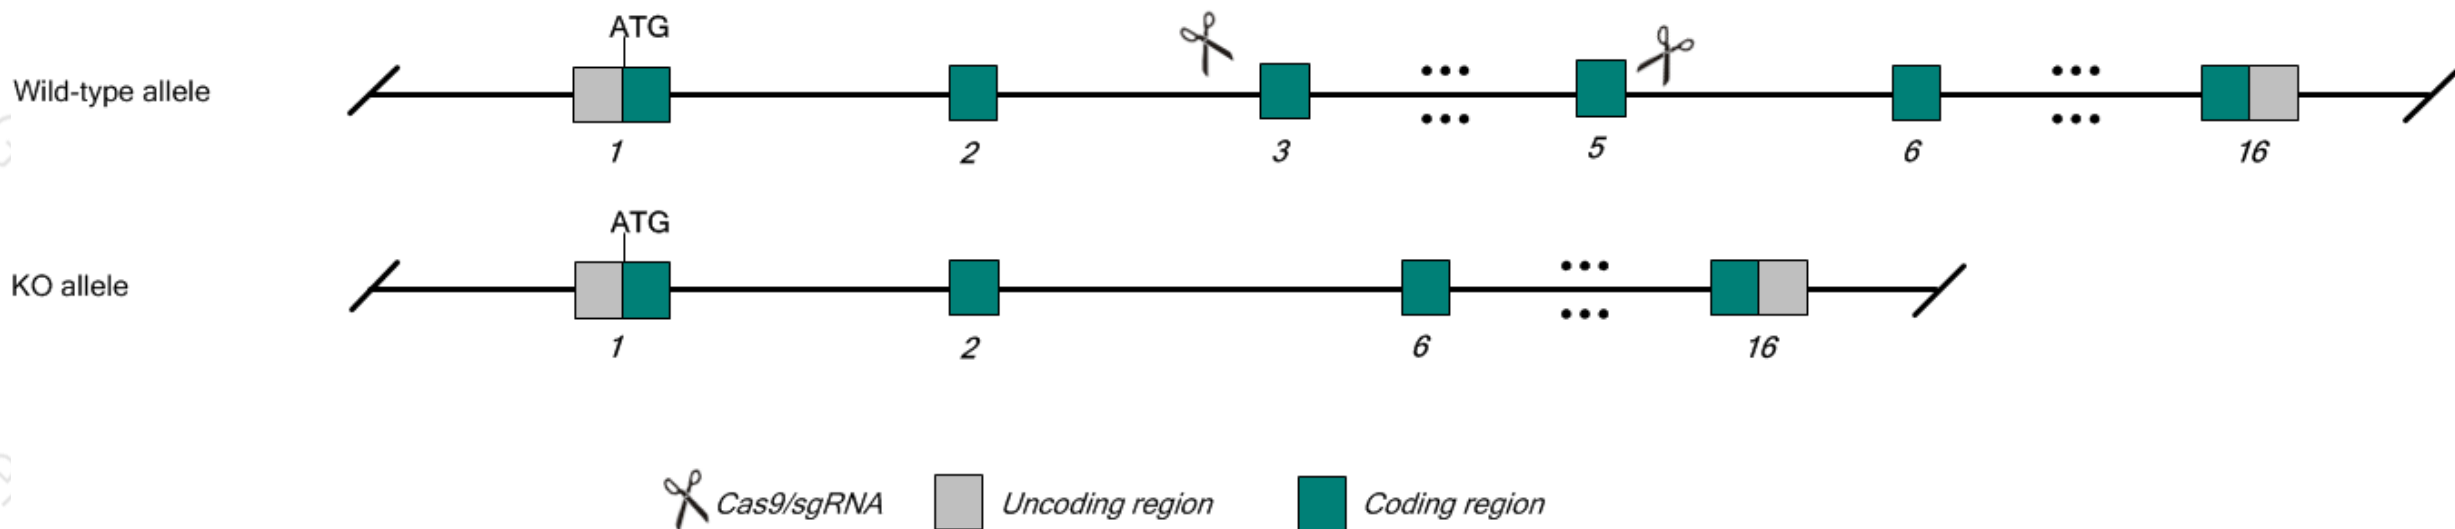 ATG
Wild-type allele
1 2 3 5 6 16
ATG
KO allele
1 2 6 16
Cas9/sgRNA Uncoding region Coding region